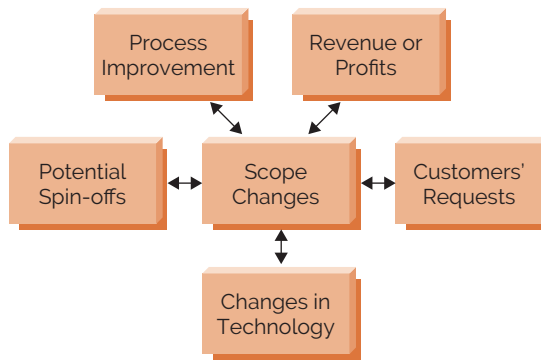 Process
Improvement
Revenue or
Profits
Potential
Spin-offs
Scope
Changes
Customers'
Requests
Changes in
Technology